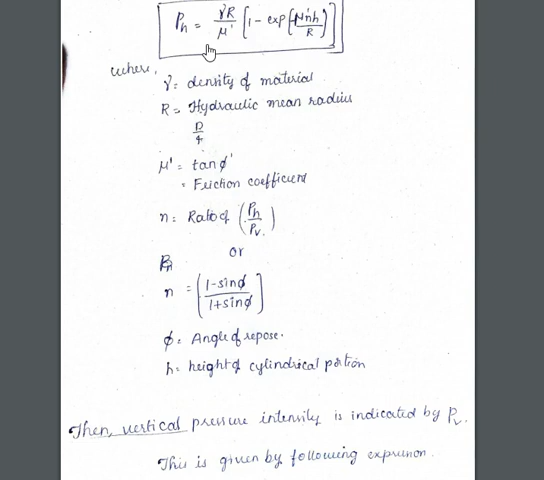 Ph = γR/μ' [1 - exp(-μ'nh/R)]
where,
γ = density of material
R = Hydraulic mean radius
D/4
μ' = tanφ'
= Friction coefficient
n = Ratio of (Ph/Pv)
or
n = (1-sinφ/1+sinφ)
φ = Angle of repose.
h = height of cylindrical portion
Then, vertical pressure intensity is indicated by Pv.
This is given by following expression.